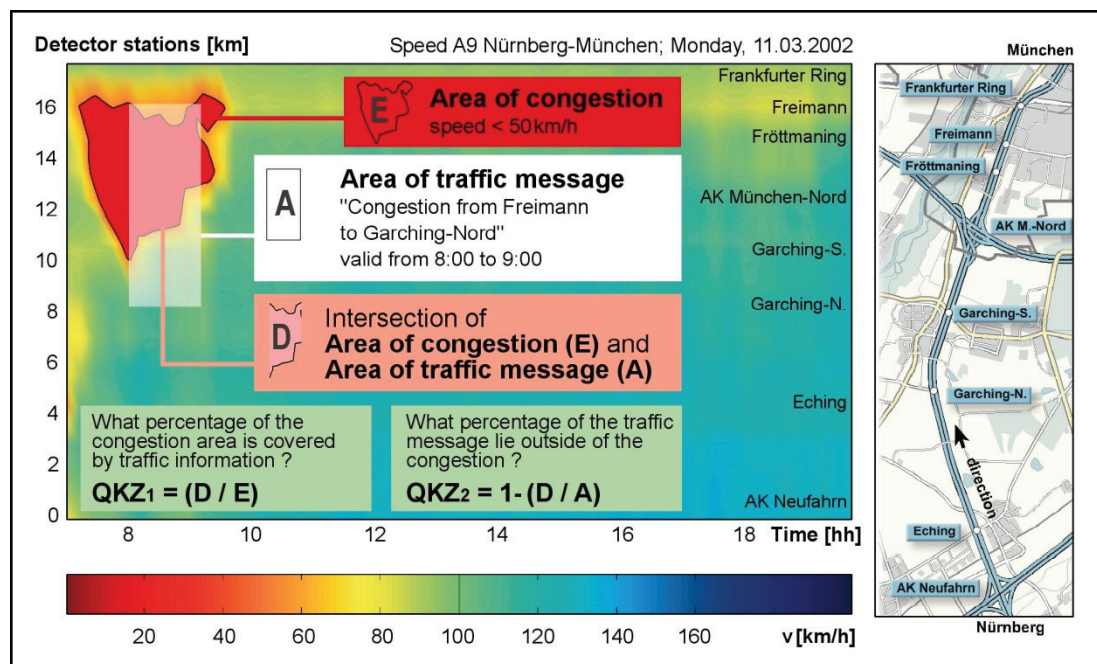 Detector stations [km]
Speed A9 Nürnberg-München; Monday, 11.03.2002
16
14
12
10
8
6
4
2
0
E
Area of congestion
speed < 50km/h
A
Area of traffic message
"Congestion from Freimann
to Garching-Nord"
valid from 8:00 to 9:00
D
Intersection of
Area of congestion (E) and
Area of traffic message (A)
What percentage of the
congestion area is covered
by traffic information ?
QKZ1 = (D / E)
What percentage of the traffic
message lie outside of the
congestion ?
QKZ2 = 1- (D / A)
Frankfurter Ring
Freimann
Fröttmaning
AK München-Nord
Garching-S.
Garching-N.
Eching
AK Neufahrn
8 10 12 14 16 18 Time [hh]
20 40 60 80 100 120 140 160 v [km/h]
München
Frankfurter Ring
Freimann
Fröttmaning
AK M.-Nord
Garching-S.
Garching-N.
direction
Eching
AK Neufahrn
Nürnberg